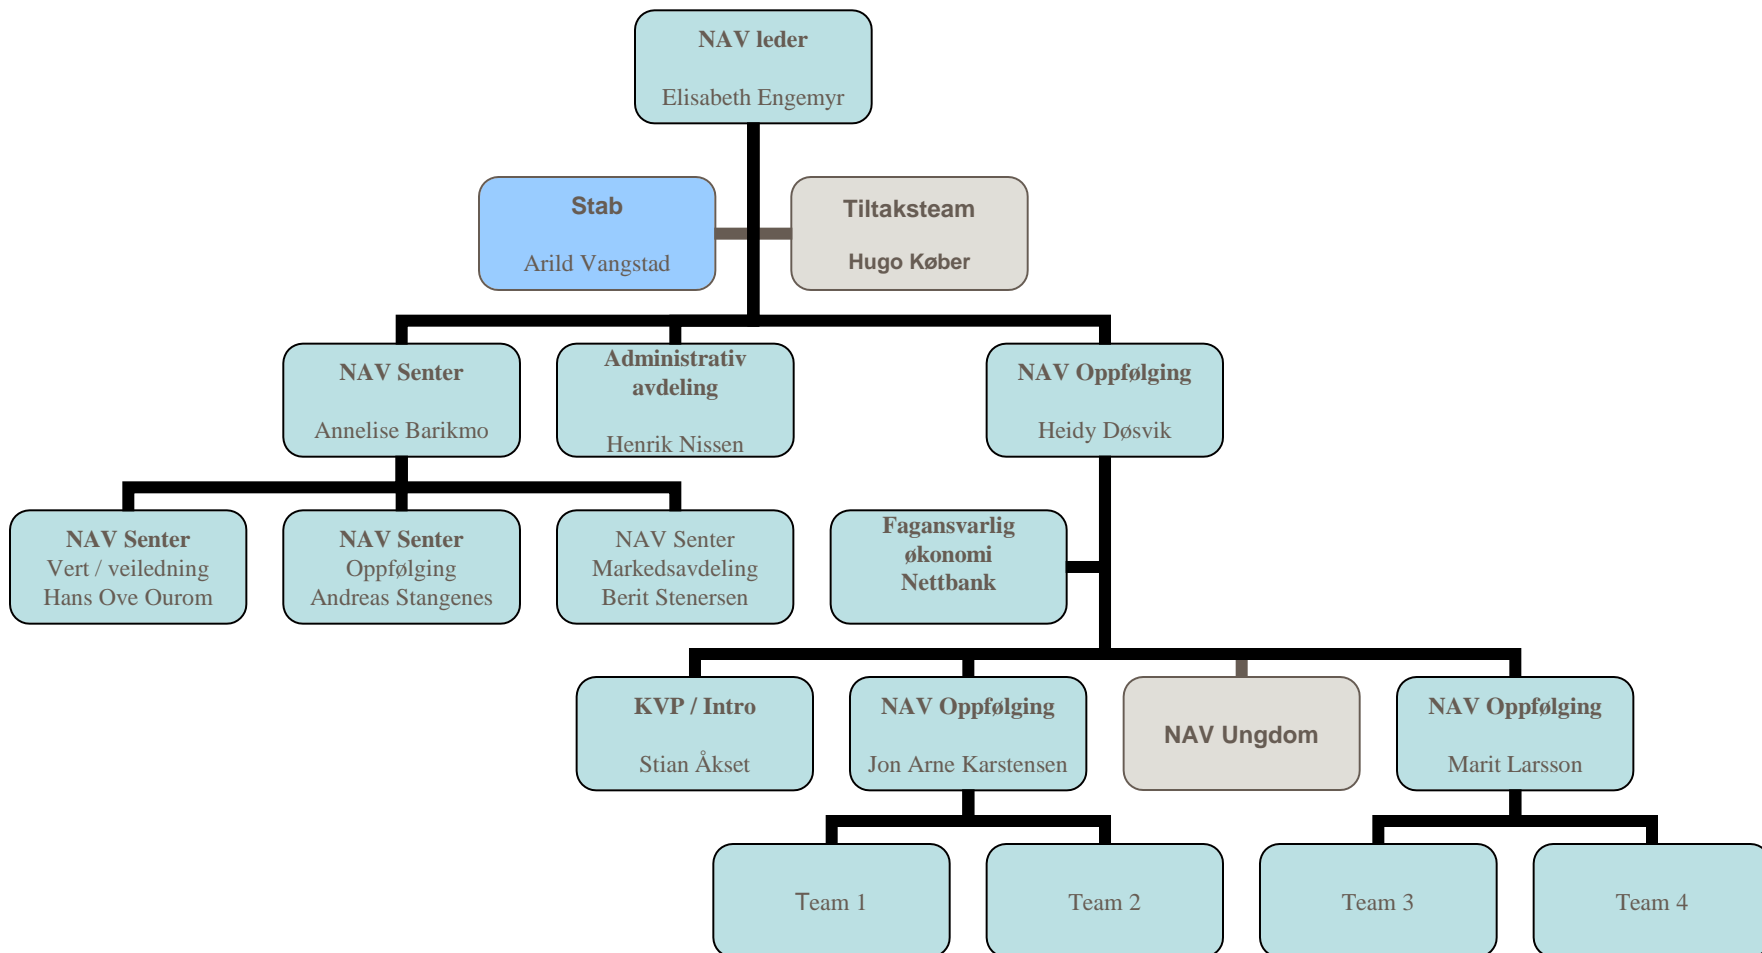 NAV leder
Elisabeth Engemyr
Stab
Arild Vangstad
Tiltaksteam
Hugo Køber
NAV Senter
Annelise Barikmo
Administrativ
avdeling
Henrik Nissen
NAV Oppfølging
Heidy Døsvik
NAV Senter
Vert / veiledning
Hans Ove Ourom
NAV Senter
Oppfølging
Andreas Stangenes
NAV Senter
Markedsavdeling
Berit Stenersen
Fagansvarlig
økonomi
Nettbank
KVP / Intro
Stian Åkset
NAV Oppfølging
Jon Arne Karstensen
NAV Ungdom
NAV Oppfølging
Marit Larsson
Team 1
Team 2
Team 3
Team 4